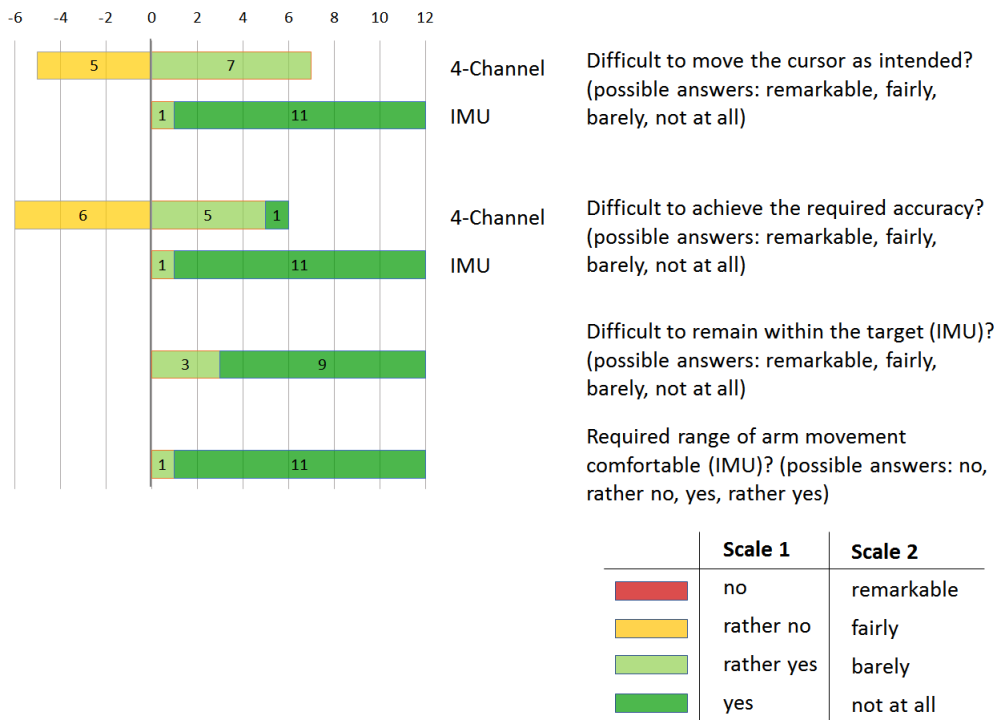 -6 -4 -2 0 2 4 6 8 10 12
5 7 4-Channel
Difficult to move the cursor as intended?
(possible answers: remarkable, fairly,
barely, not at all)
1 11 IMU
6 5 1 4-Channel
Difficult to achieve the required accuracy?
(possible answers: remarkable, fairly,
barely, not at all)
1 11 IMU
3 9
Difficult to remain within the target (IMU)?
(possible answers: remarkable, fairly,
barely, not at all)
1 11
Required range of arm movement
comfortable (IMU)? (possible answers: no,
rather no, yes, rather yes)
Scale 1 Scale 2
no remarkable
rather no fairly
rather yes barely
yes not at all